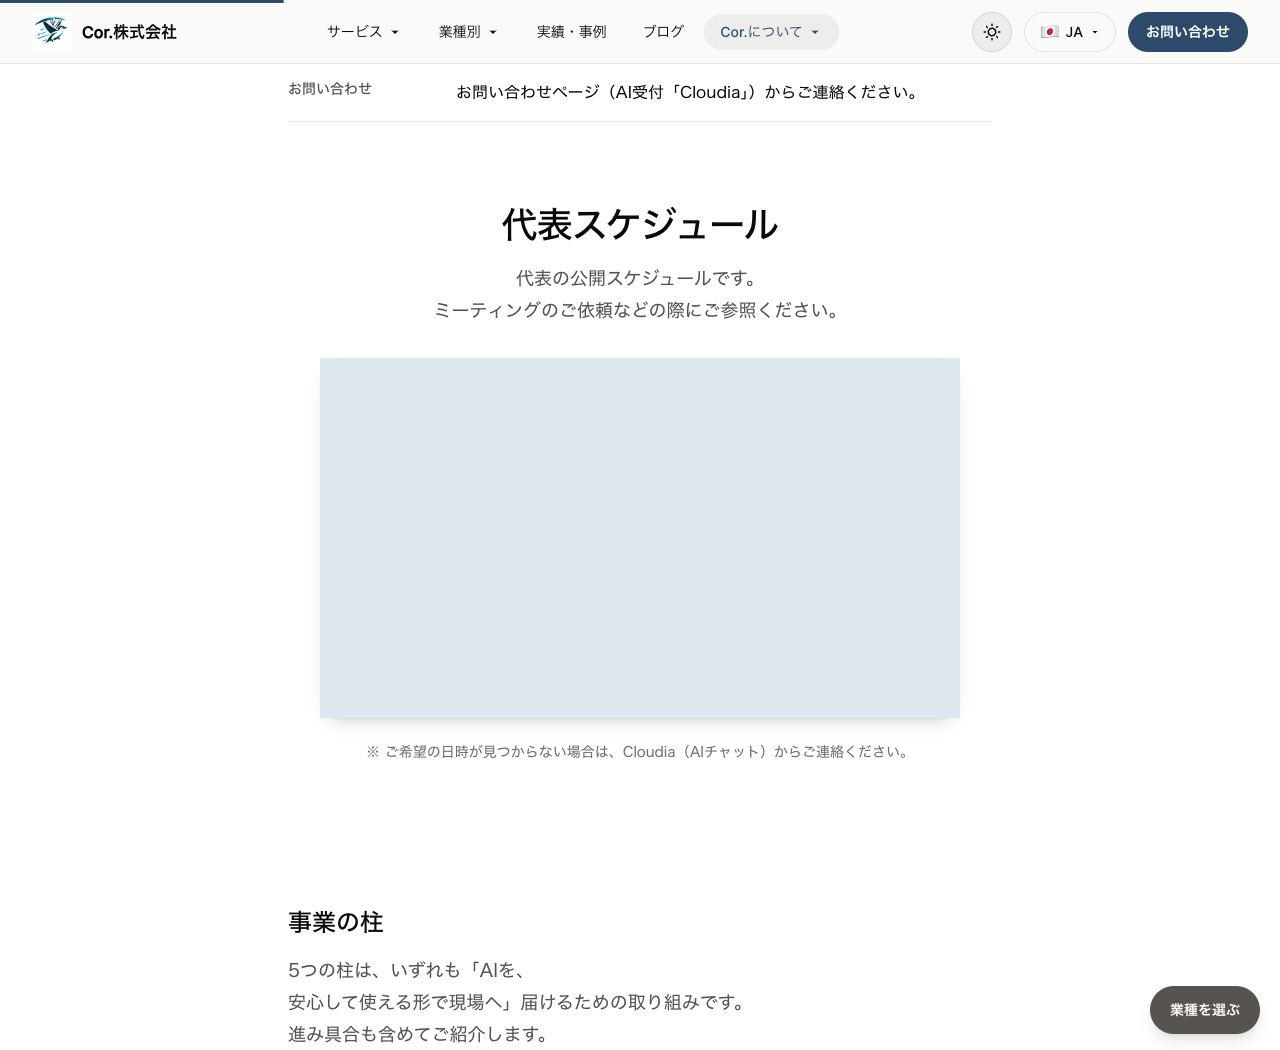 Cor.株式会社
サービス
業種別
実績・事例
ブログ
Cor.について
JA
お問い合わせ
お問い合わせ
お問い合わせページ（AI受付「Cloudia」）からご連絡ください。
代表スケジュール
代表の公開スケジュールです。
ミーティングのご依頼などの際にご参照ください。
※ ご希望の日時が見つからない場合は、Cloudia（AIチャット）からご連絡ください。
事業の柱
5つの柱は、いずれも「AIを、
安心して使える形で現場へ」届けるための取り組みです。
進み具合も含めてご紹介します。
業種を選ぶ